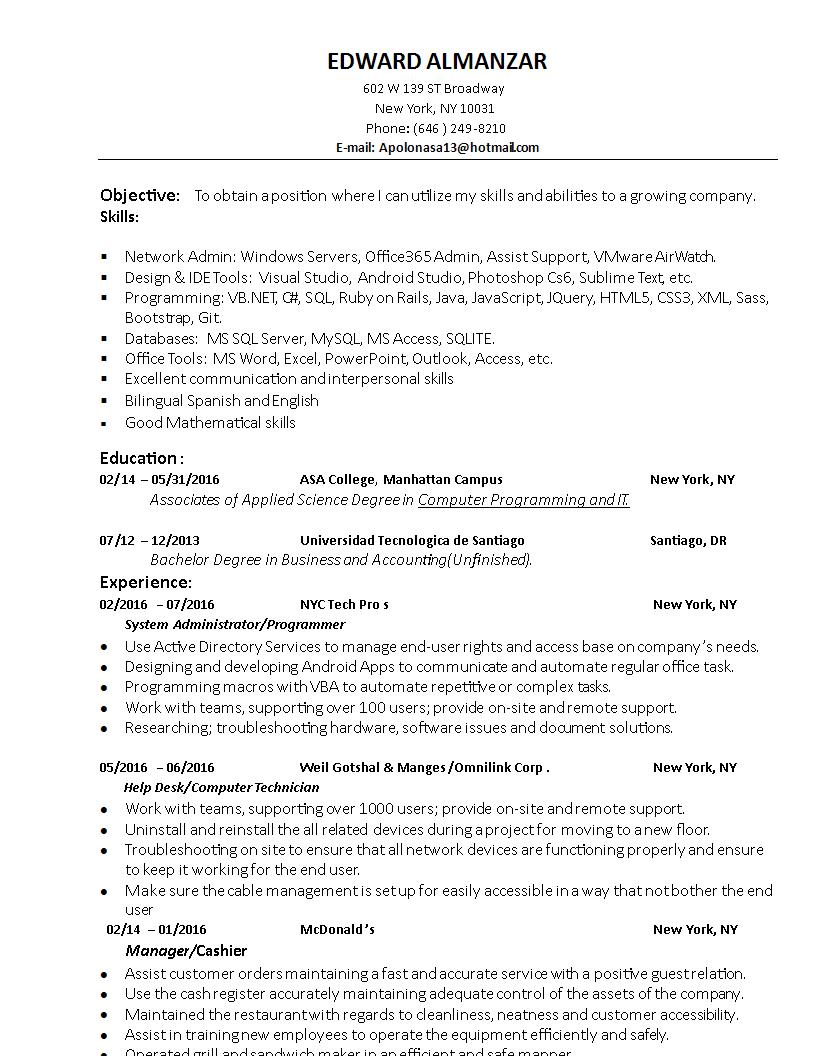 EDWARD ALMANZAR
602 W 139 ST Broadway
New York, NY 10031
Phone: (646 ) 249-8210
E-mail: Apolonasa13@hotmail.com
Objective: To obtain a position where I can utilize my skills and abilities to a growing company.
Skills:
▪ Network Admin: Windows Servers, Office365 Admin, Assist Support, VMware AirWatch.
▪ Design & IDE Tools: Visual Studio, Android Studio, Photoshop Cs6, Sublime Text, etc.
▪ Programming: VB.NET, C#, SQL, Ruby on Rails, Java, JavaScript, JQuery, HTML5, CSS3, XML, Sass,
Bootstrap, Git.
▪ Databases: MS SQL Server, MySQL, MS Access, SQLITE.
▪ Office Tools: MS Word, Excel, PowerPoint, Outlook, Access, etc.
▪ Excellent communication and interpersonal skills
▪ Bilingual Spanish and English
▪ Good Mathematical skills
Education :
02/14 – 05/31/2016 ASA College, Manhattan Campus New York, NY
Associates of Applied Science Degree in Computer Programming and IT.
07/12 – 12/2013 Universidad Tecnologica de Santiago Santiago, DR
Bachelor Degree in Business and Accounting(Unfinished).
Experience:
02/2016 – 07/2016 NYC Tech Pro s New York, NY
System Administrator/Programmer
• Use Active Directory Services to manage end-user rights and access base on company's needs.
• Designing and developing Android Apps to communicate and automate regular office task.
• Programming macros with VBA to automate repetitive or complex tasks.
• Work with teams, supporting over 100 users; provide on-site and remote support.
• Researching; troubleshooting hardware, software issues and document solutions.
05/2016 – 06/2016 Weil Gotshal & Manges /Omnilink Corp . New York, NY
Help Desk/Computer Technician
• Work with teams, supporting over 1000 users; provide on-site and remote support.
• Uninstall and reinstall the all related devices during a project for moving to a new floor.
• Troubleshooting on site to ensure that all network devices are functioning properly and ensure
to keep it working for the end user.
• Make sure the cable management is set up for easily accessible in a way that not bother the end
user
02/14 – 01/2016 McDonald's New York, NY
Manager/Cashier
• Assist customer orders maintaining a fast and accurate service with a positive guest relation.
• Use the cash register accurately maintaining adequate control of the assets of the company.
• Maintained the restaurant with regards to cleanliness, neatness and customer accessibility.
• Assist in training new employees to operate the equipment efficiently and safely.
• Operated grill and sandwich maker in an efficient and safe manner